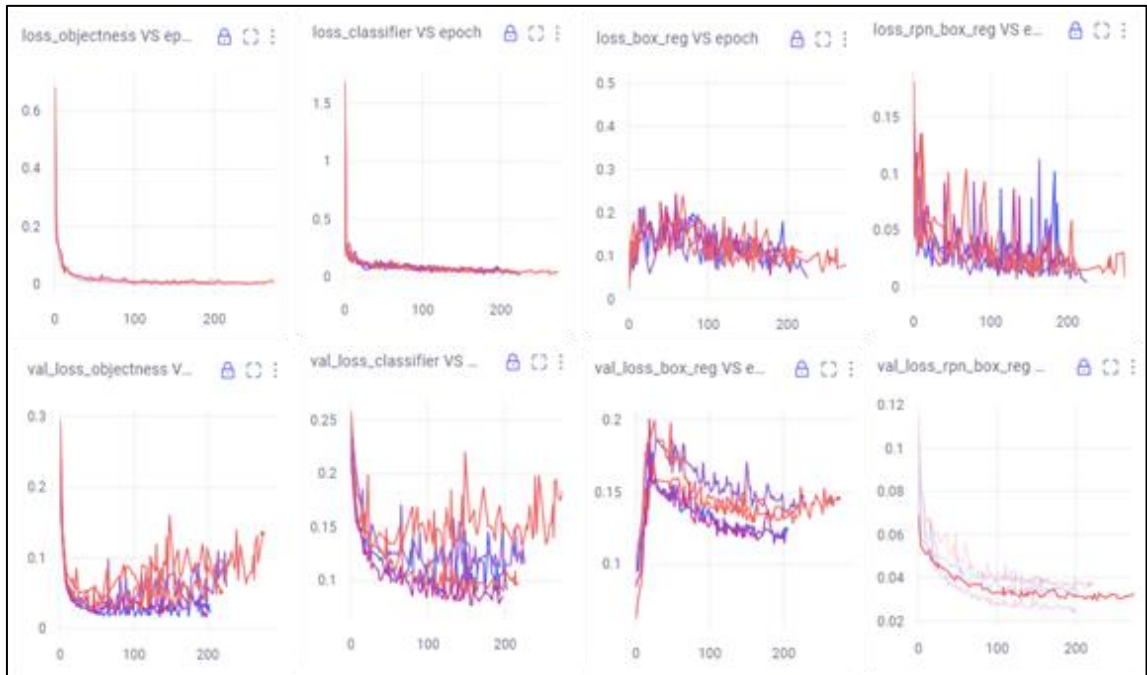 loss_objectness VS ep...
0.6
0.4
0.2
0
0 100 200
loss_classifier VS epoch
1.5
1
0.5
0
0 100 200
loss_box_reg VS epoch
0.5
0.4
0.3
0.2
0.1
0
0 100 200
loss_rpn_box_reg VS e...
0.15
0.1
0.05
0
0 100 200
val_loss_objectness V...
0.3
0.2
0.1
0
0 100 200
val_loss_classifier VS ...
0.25
0.2
0.15
0.1
0 100 200
val_loss_box_reg VS e...
0.2
0.15
0.1
0 100 200
val_loss_rpn_box_reg ...
0.12
0.1
0.08
0.06
0.04
0.02
0 100 200